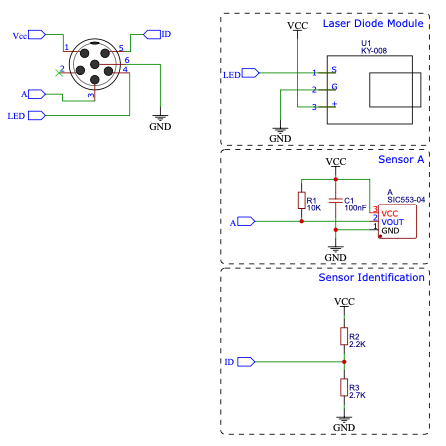 Vcc
ID
1
5
2
6
A
3
4
LED
GND
Laser Diode Module
VCC
U1
KY-008
LED
1
S
2
G
3
+
GND
Sensor A
VCC
A
SIC553-04
R1
10K
C1
100nF
3
VCC
A
2
VOUT
1
GND
GND
Sensor Identification
VCC
R2
2.2K
ID
R3
2.7K
GND